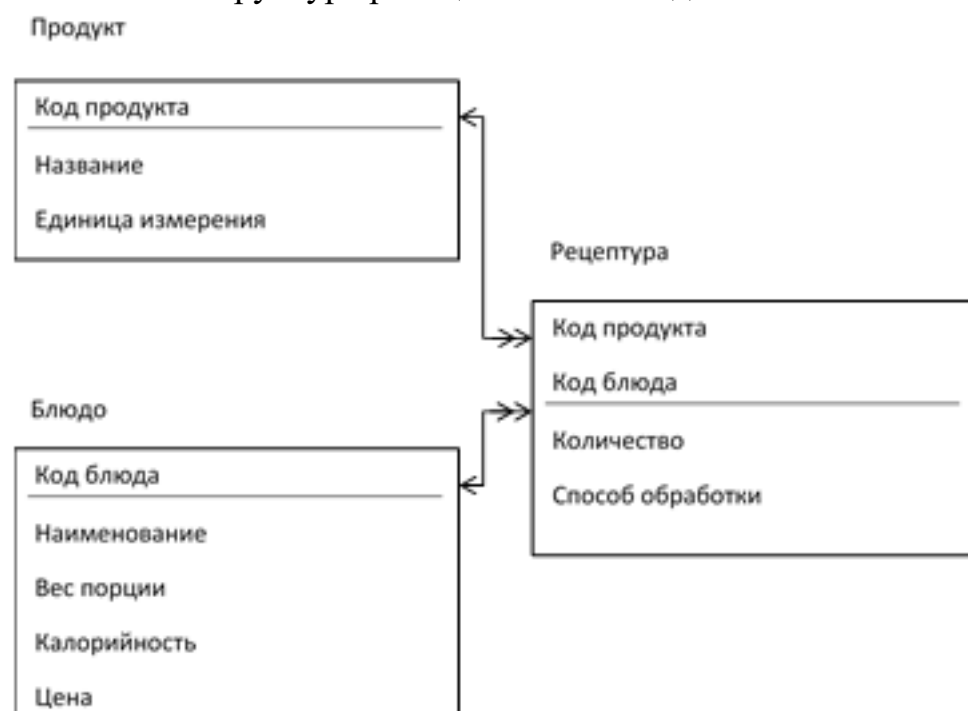 Продукт
Код продукта
Название
Единица измерения
Рецептура
Код продукта
Код блюда
Количество
Способ обработки
Блюдо
Код блюда
Наименование
Вес порции
Калорийность
Цена